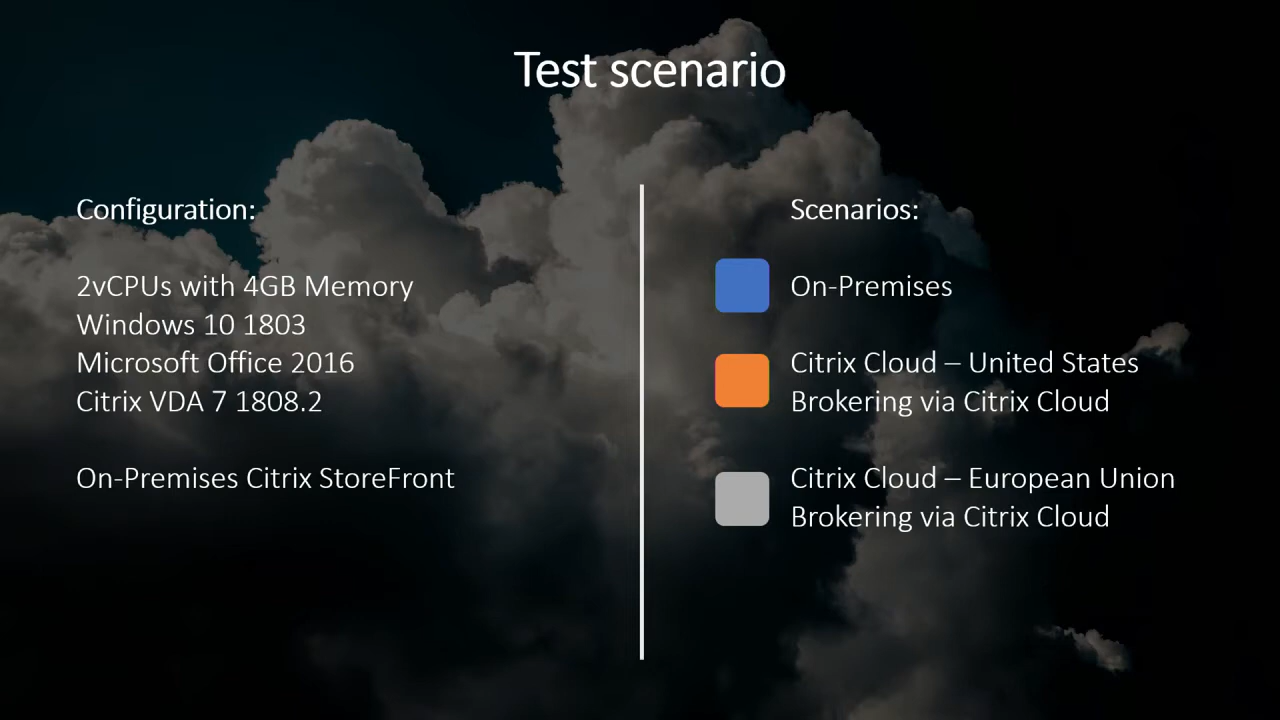 Test scenario
Configuration:
2vCPUs with 4GB Memory
Windows 10 1803
Microsoft Office 2016
Citrix VDA 7 1808.2
On-Premises Citrix StoreFront
Scenarios:
On-Premises
Citrix Cloud – United States
Brokering via Citrix Cloud
Citrix Cloud – European Union
Brokering via Citrix Cloud